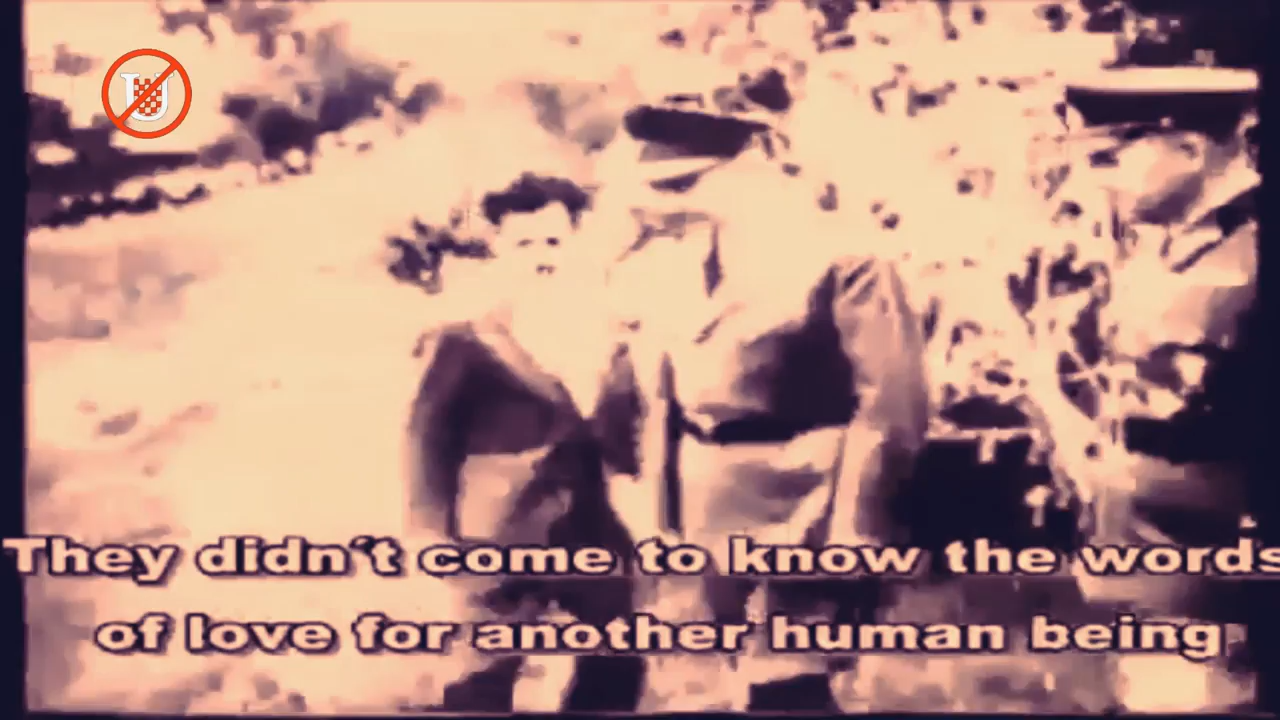 U
They didn't come to know the words
of love for another human being